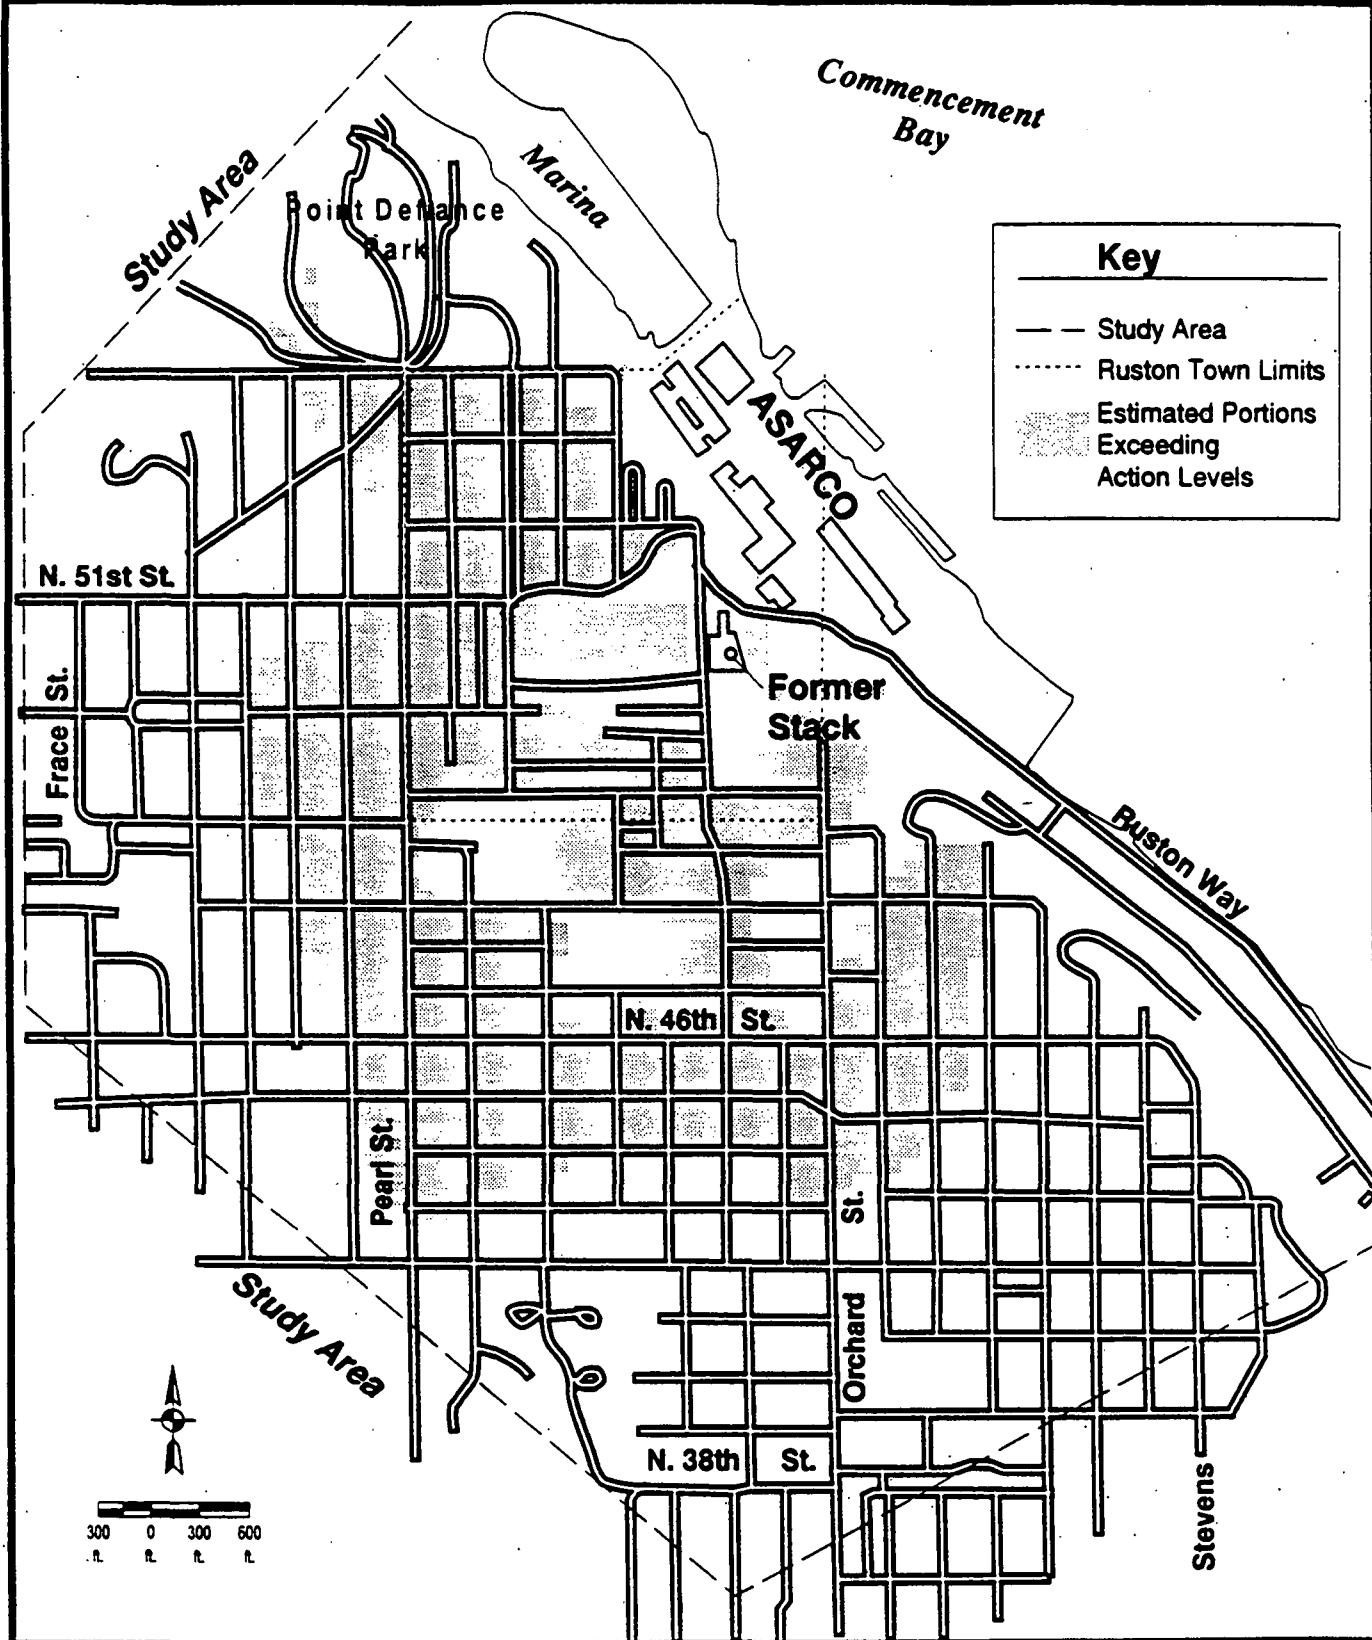 Commencement
Bay
Marina
Study Area
Point Defiance
Park
Key
Study Area
Ruston Town Limits
Estimated Portions
Exceeding
Action Levels
ASARCO
N. 51st St.
Frace St.
Former
Stack
Ruston Way
N. 46th St.
Pearl St.
Orchard St.
Study Area
N. 38th St.
Stevens
300 0 300 600
ft. ft. ft. ft.